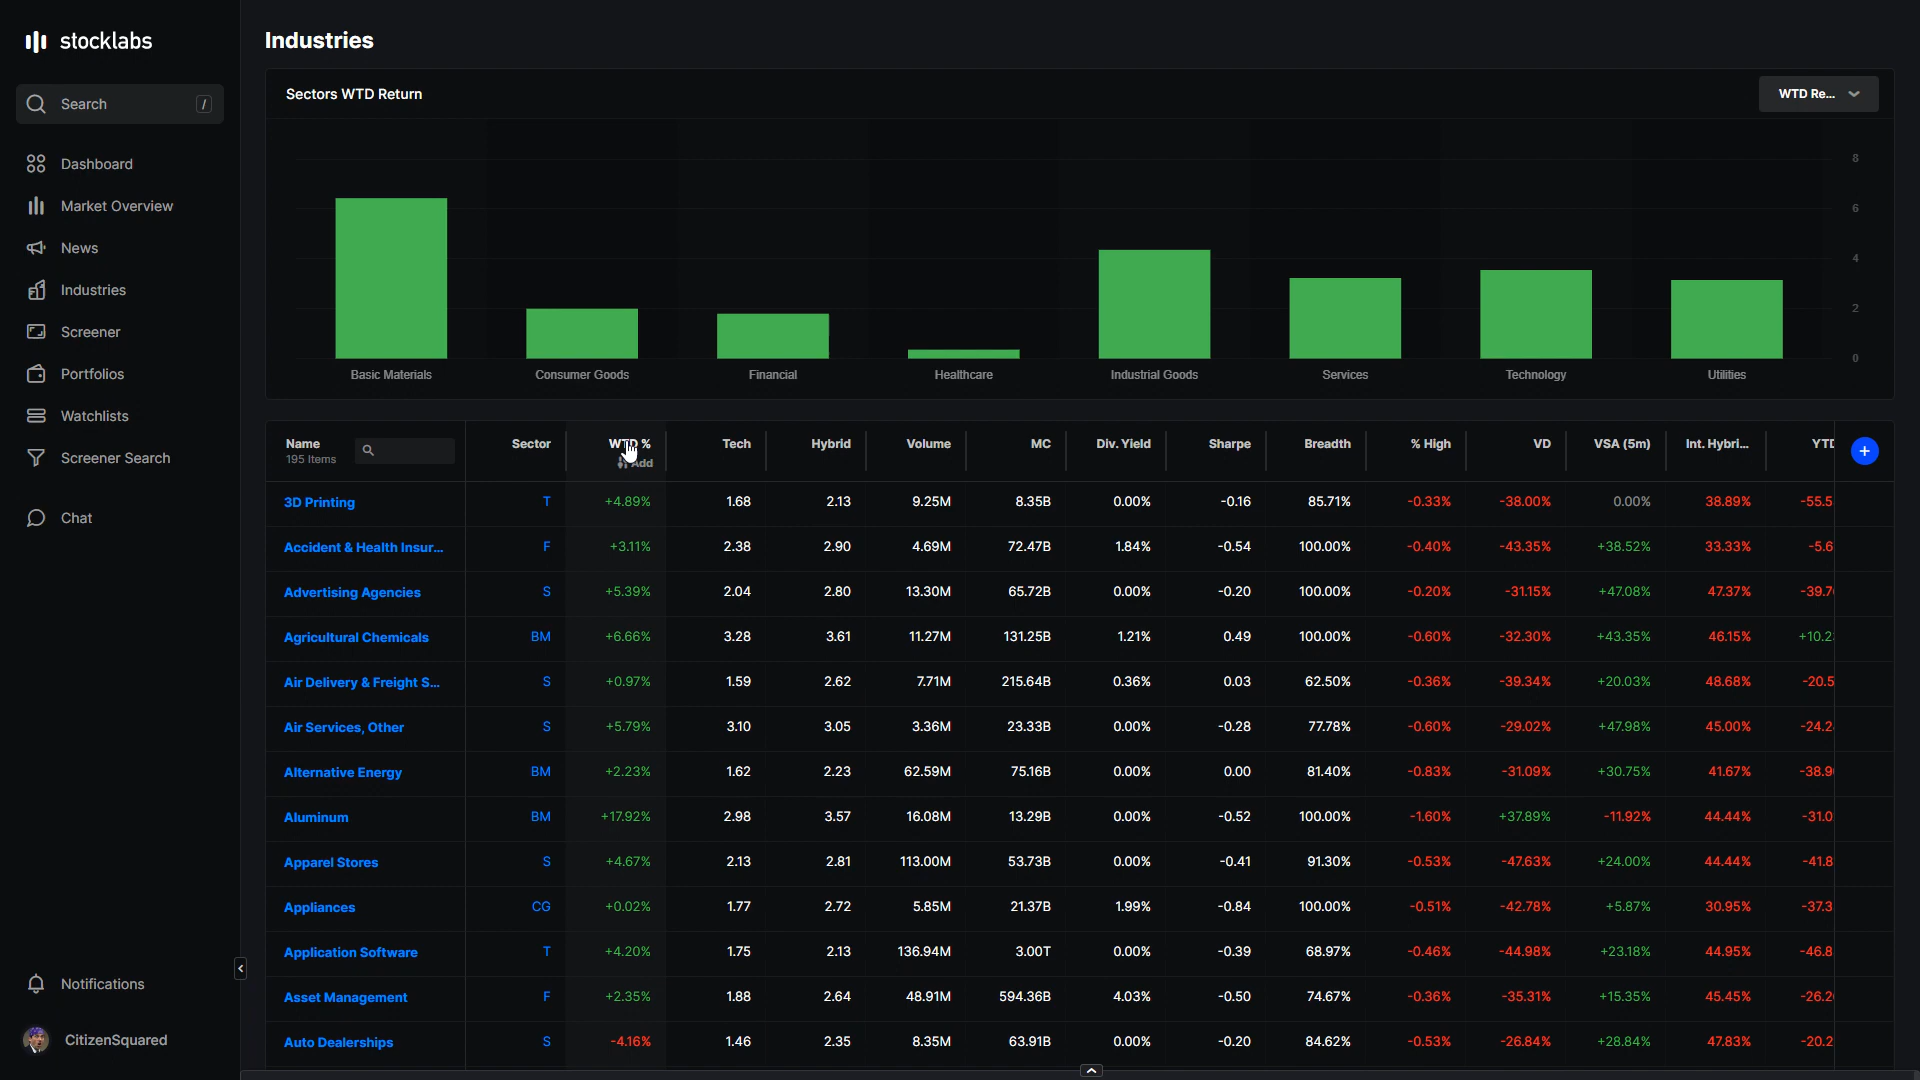 stocklabs
Search /
Dashboard
Market Overview
News
Industries
Screener
Portfolios
Watchlists
Screener Search
Chat
Notifications
CitizenSquared
Industries
Sectors WTD Return
WTD Re...
8
6
4
2
0
Basic Materials Consumer Goods Financial Healthcare Industrial Goods Services Technology Utilities
Name Sector WTD % Tech Hybrid Volume MC Div. Yield Sharpe Breadth % High VD VSA (5m) Int. Hybri... YTD
195 Items Add
3D Printing T +4.89% 1.68 2.13 9.25M 8.35B 0.00% -0.16 85.71% -0.33% -38.00% 0.00% 38.89% -55.5
Accident & Health Insur... F +3.11% 2.38 2.90 4.69M 72.47B 1.84% -0.54 100.00% -0.40% -43.35% +38.52% 33.33% -5.6
Advertising Agencies S +5.39% 2.04 2.80 13.30M 65.72B 0.00% -0.20 100.00% -0.20% -31.15% +47.08% 47.37% -39.7
Agricultural Chemicals BM +6.66% 3.28 3.61 11.27M 131.25B 1.21% 0.49 100.00% -0.60% -32.30% +43.35% 46.15% +10.2
Air Delivery & Freight S... S +0.97% 1.59 2.62 7.71M 215.64B 0.36% 0.03 62.50% -0.36% -39.34% +20.03% 48.68% -20.5
Air Services, Other S +5.79% 3.10 3.05 3.36M 23.33B 0.00% -0.28 77.78% -0.60% -29.02% +47.98% 45.00% -24.2
Alternative Energy BM +2.23% 1.62 2.23 62.59M 75.16B 0.00% 0.00 81.40% -0.83% -31.09% +30.75% 41.67% -38.9
Aluminum BM +17.92% 2.98 3.57 16.08M 13.29B 0.00% -0.52 100.00% -1.60% +37.89% -11.92% 44.44% -31.0
Apparel Stores S +4.67% 2.13 2.81 113.00M 53.73B 0.00% -0.41 91.30% -0.53% -47.63% +24.00% 44.44% -41.8
Appliances CG +0.02% 1.77 2.72 5.85M 21.37B 1.99% -0.84 100.00% -0.51% -42.78% +5.87% 30.95% -37.3
Application Software T +4.20% 1.75 2.13 136.94M 3.00T 0.00% -0.39 68.97% -0.46% -44.98% +23.18% 44.95% -46.8
Asset Management F +2.35% 1.88 2.64 48.91M 594.36B 4.03% -0.50 74.67% -0.36% -35.31% +15.35% 45.45% -26.2
Auto Dealerships S -4.16% 1.46 2.35 8.35M 63.91B 0.00% -0.20 84.62% -0.53% -26.84% +28.84% 47.83% -20.2